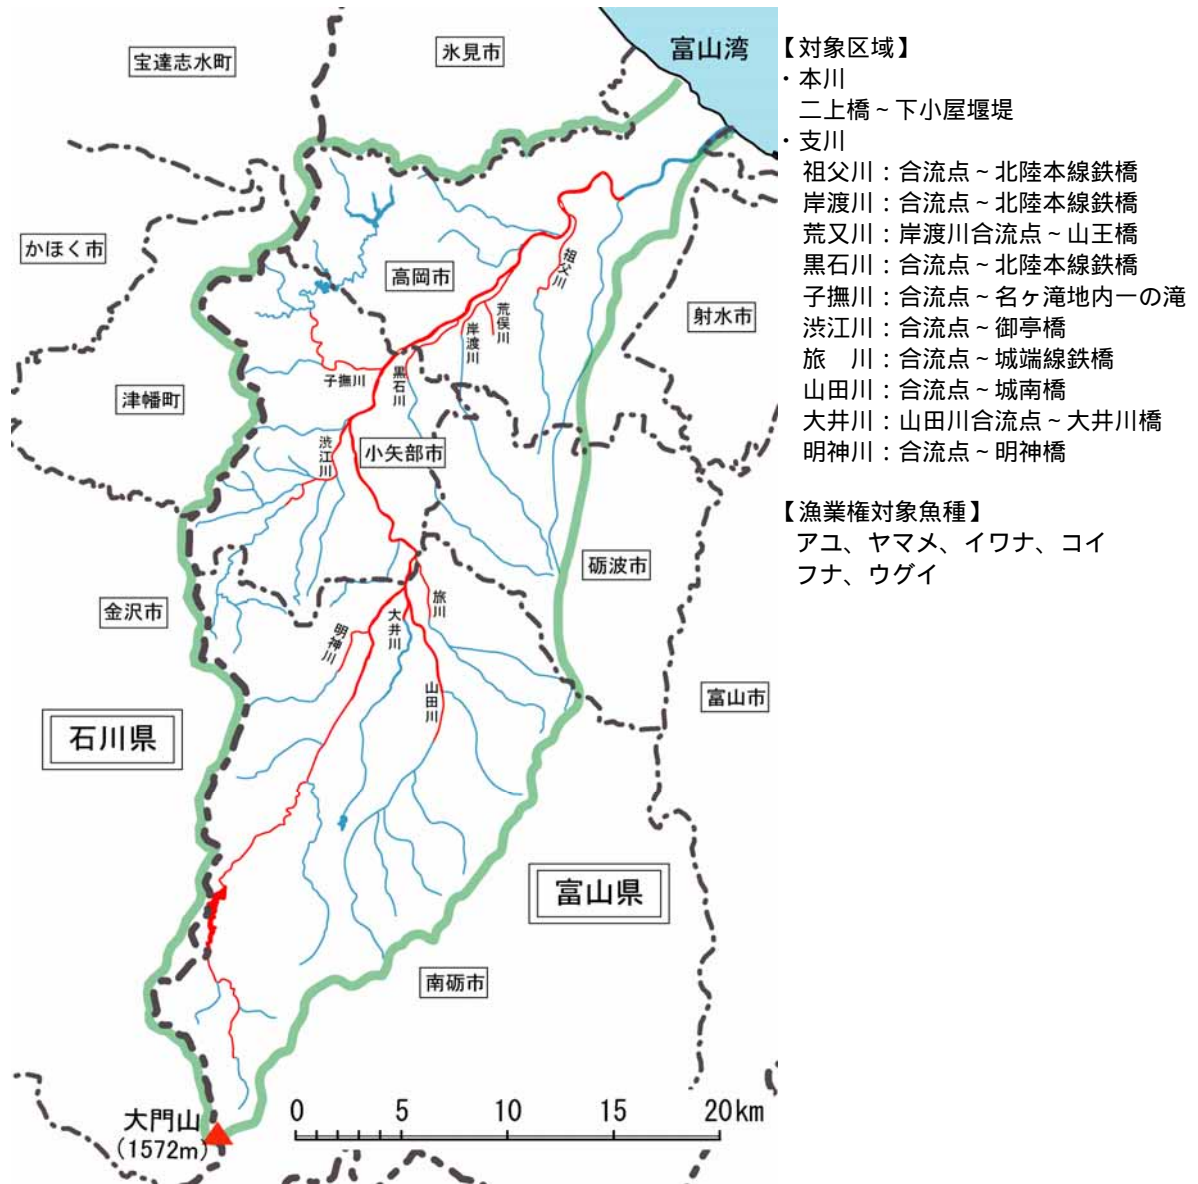 宝達志水町
氷見市
富山湾
かほく市
高岡市
射水市
津幡町
小矢部市
砺波市
金沢市
富山市
石川県
富山県
南砺市
祖父川
荒俣川
岸渡川
黒石川
子撫川
渋江川
旅川
大井川
明神川
山田川
大門山
(1572m)
0 5 10 15 20km
【対象区域】
・本川
二上橋~下小屋堰堤
・支川
祖父川:合流点~北陸本線鉄橋
岸渡川:合流点~北陸本線鉄橋
荒又川:岸渡川合流点~山王橋
黒石川:合流点~北陸本線鉄橋
子撫川:合流点~名ヶ滝地内一の滝
渋江川:合流点~御亭橋
旅 川:合流点~城端線鉄橋
山田川:合流点~城南橋
大井川:山田川合流点~大井川橋
明神川:合流点~明神橋
【漁業権対象魚種】
アユ、ヤマメ、イワナ、コイ
フナ、ウグイ